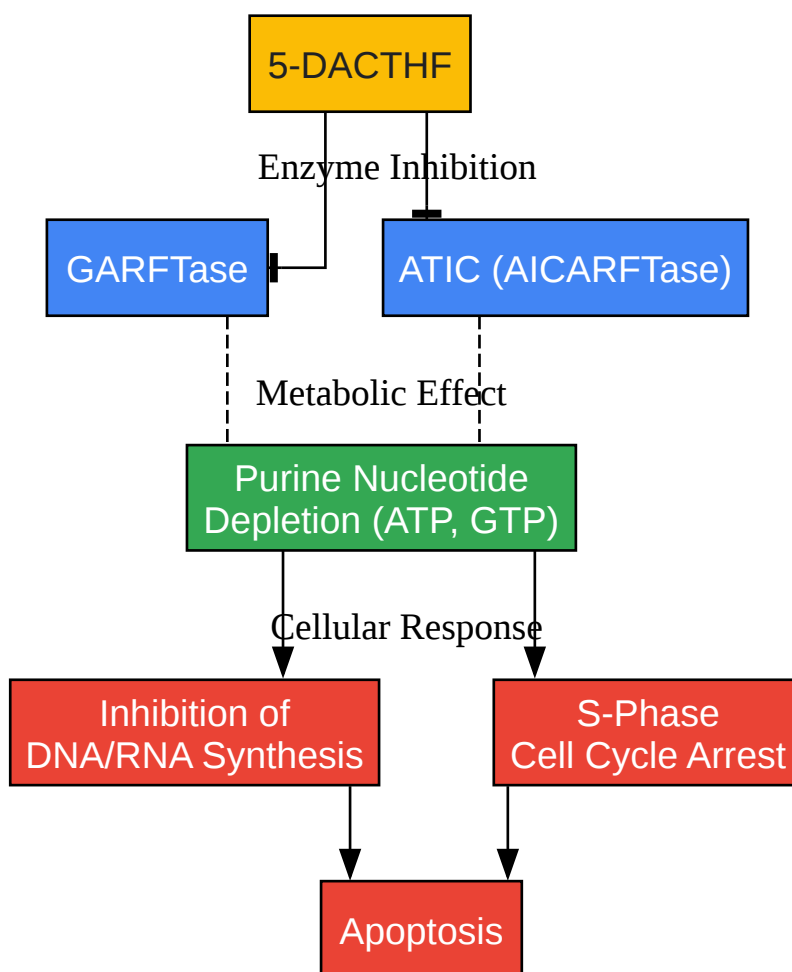 5-DACTHF
Enzyme Inhibition
GARFTase
ATIC (AICARFTase)
Metabolic Effect
Purine Nucleotide
Depletion (ATP, GTP)
Cellular Response
Inhibition of
DNA/RNA Synthesis
S-Phase
Cell Cycle Arrest
Apoptosis